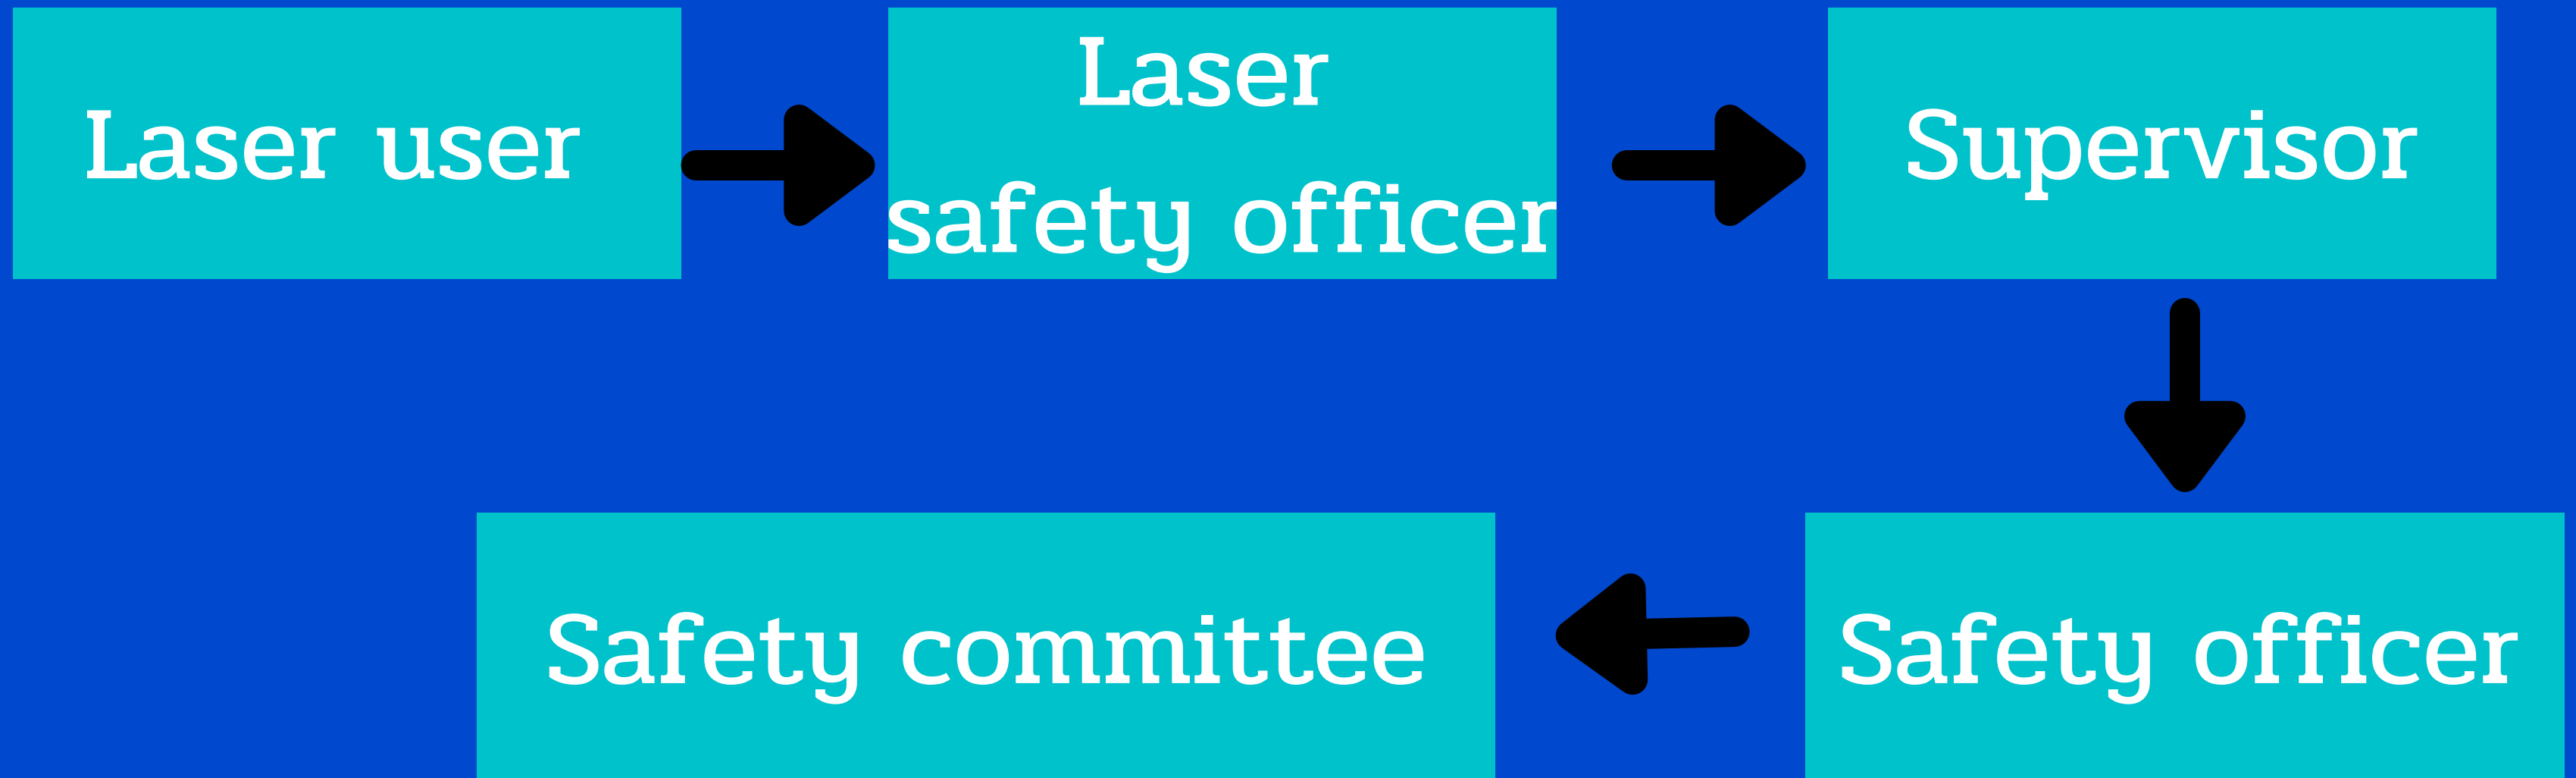 Laser user
Laser
safety officer
Supervisor
Safety committee
Safety officer